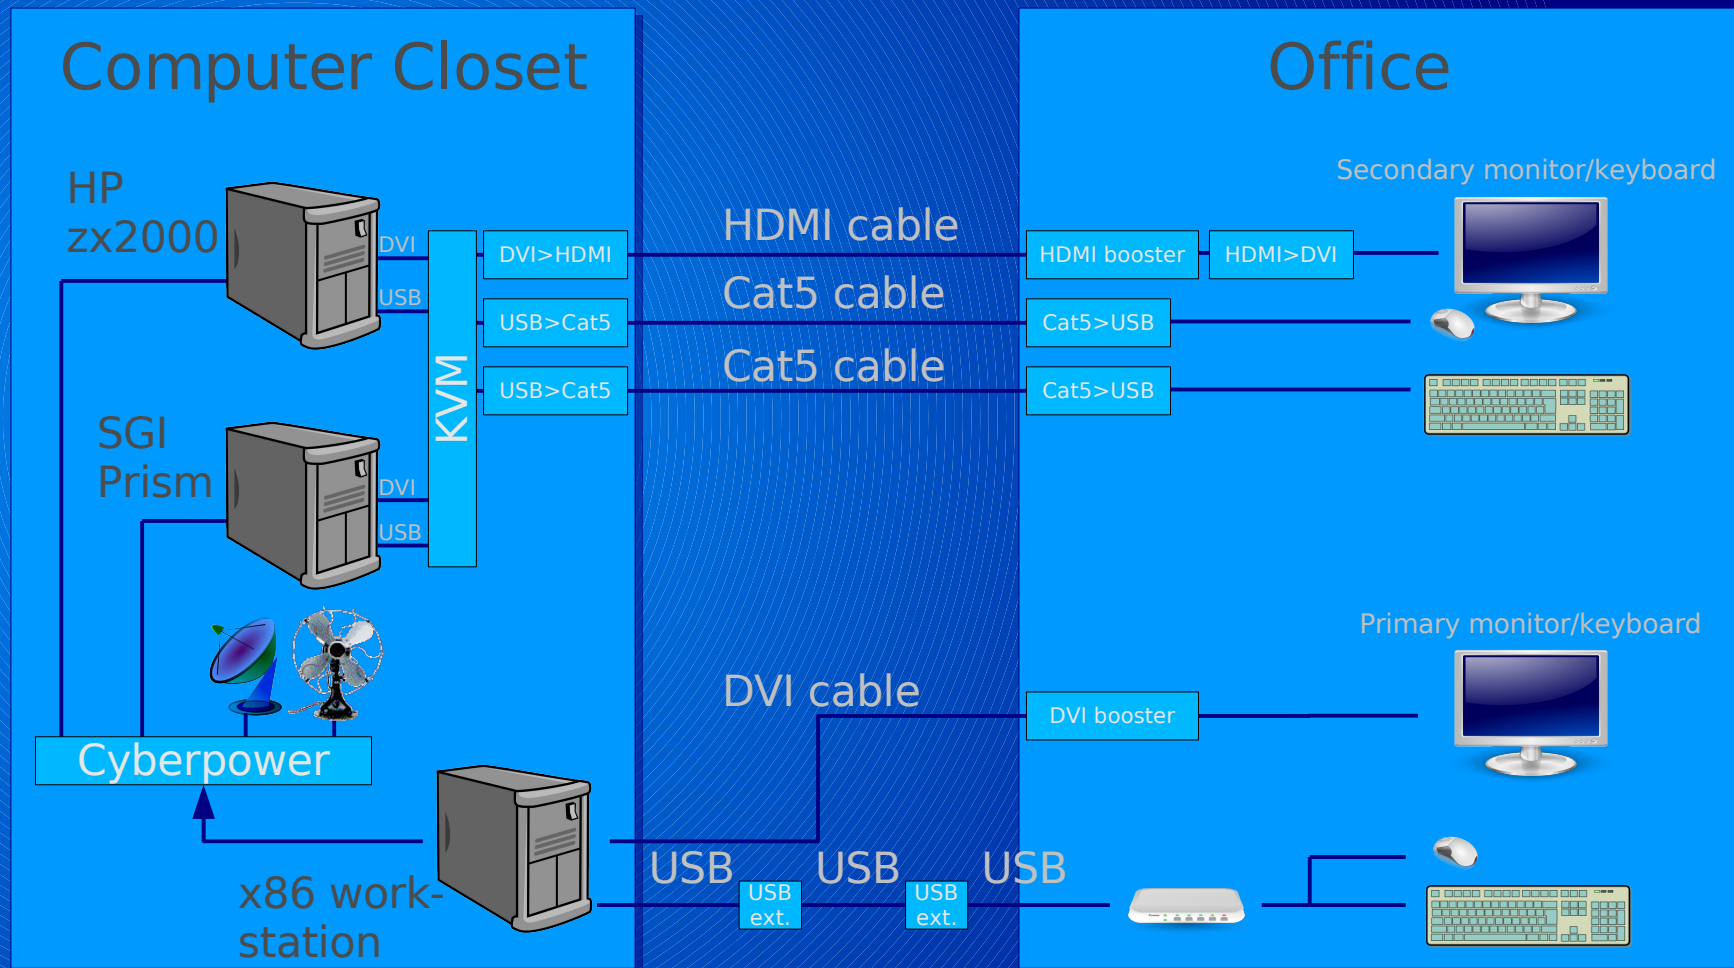 Computer Closet
Office
HP
zx2000
Secondary monitor/keyboard
DVI
USB
DVI>HDMI
HDMI cable
HDMI booster
HDMI>DVI
USB>Cat5
Cat5 cable
Cat5>USB
USB>Cat5
Cat5 cable
Cat5>USB
KVM
SGI
Prism
DVI
USB
Primary monitor/keyboard
DVI cable
DVI booster
Cyberpower
x86 work-
station
USB
USB
ext.
USB
USB
ext.
USB